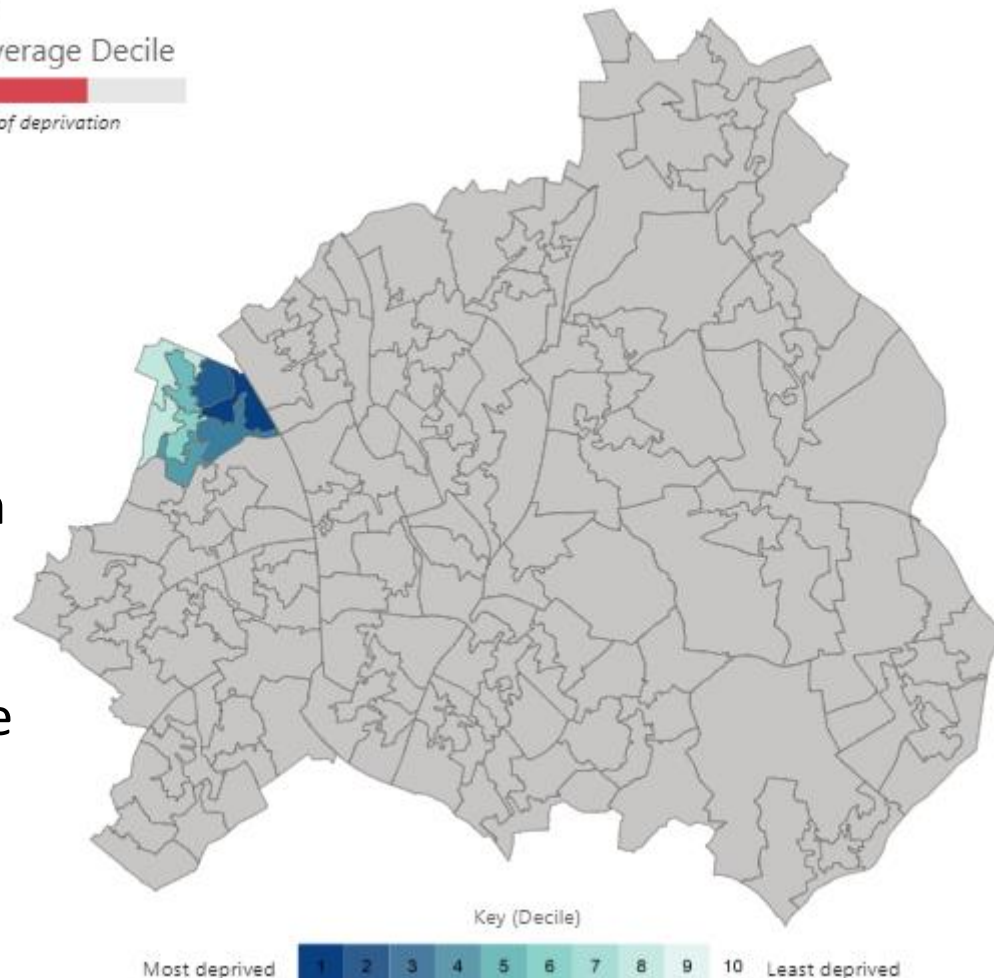 verage Decile
of deprivation
e
Key (Decile)
Most deprived 1 2 3 4 5 6 7 8 9 10 Least deprived